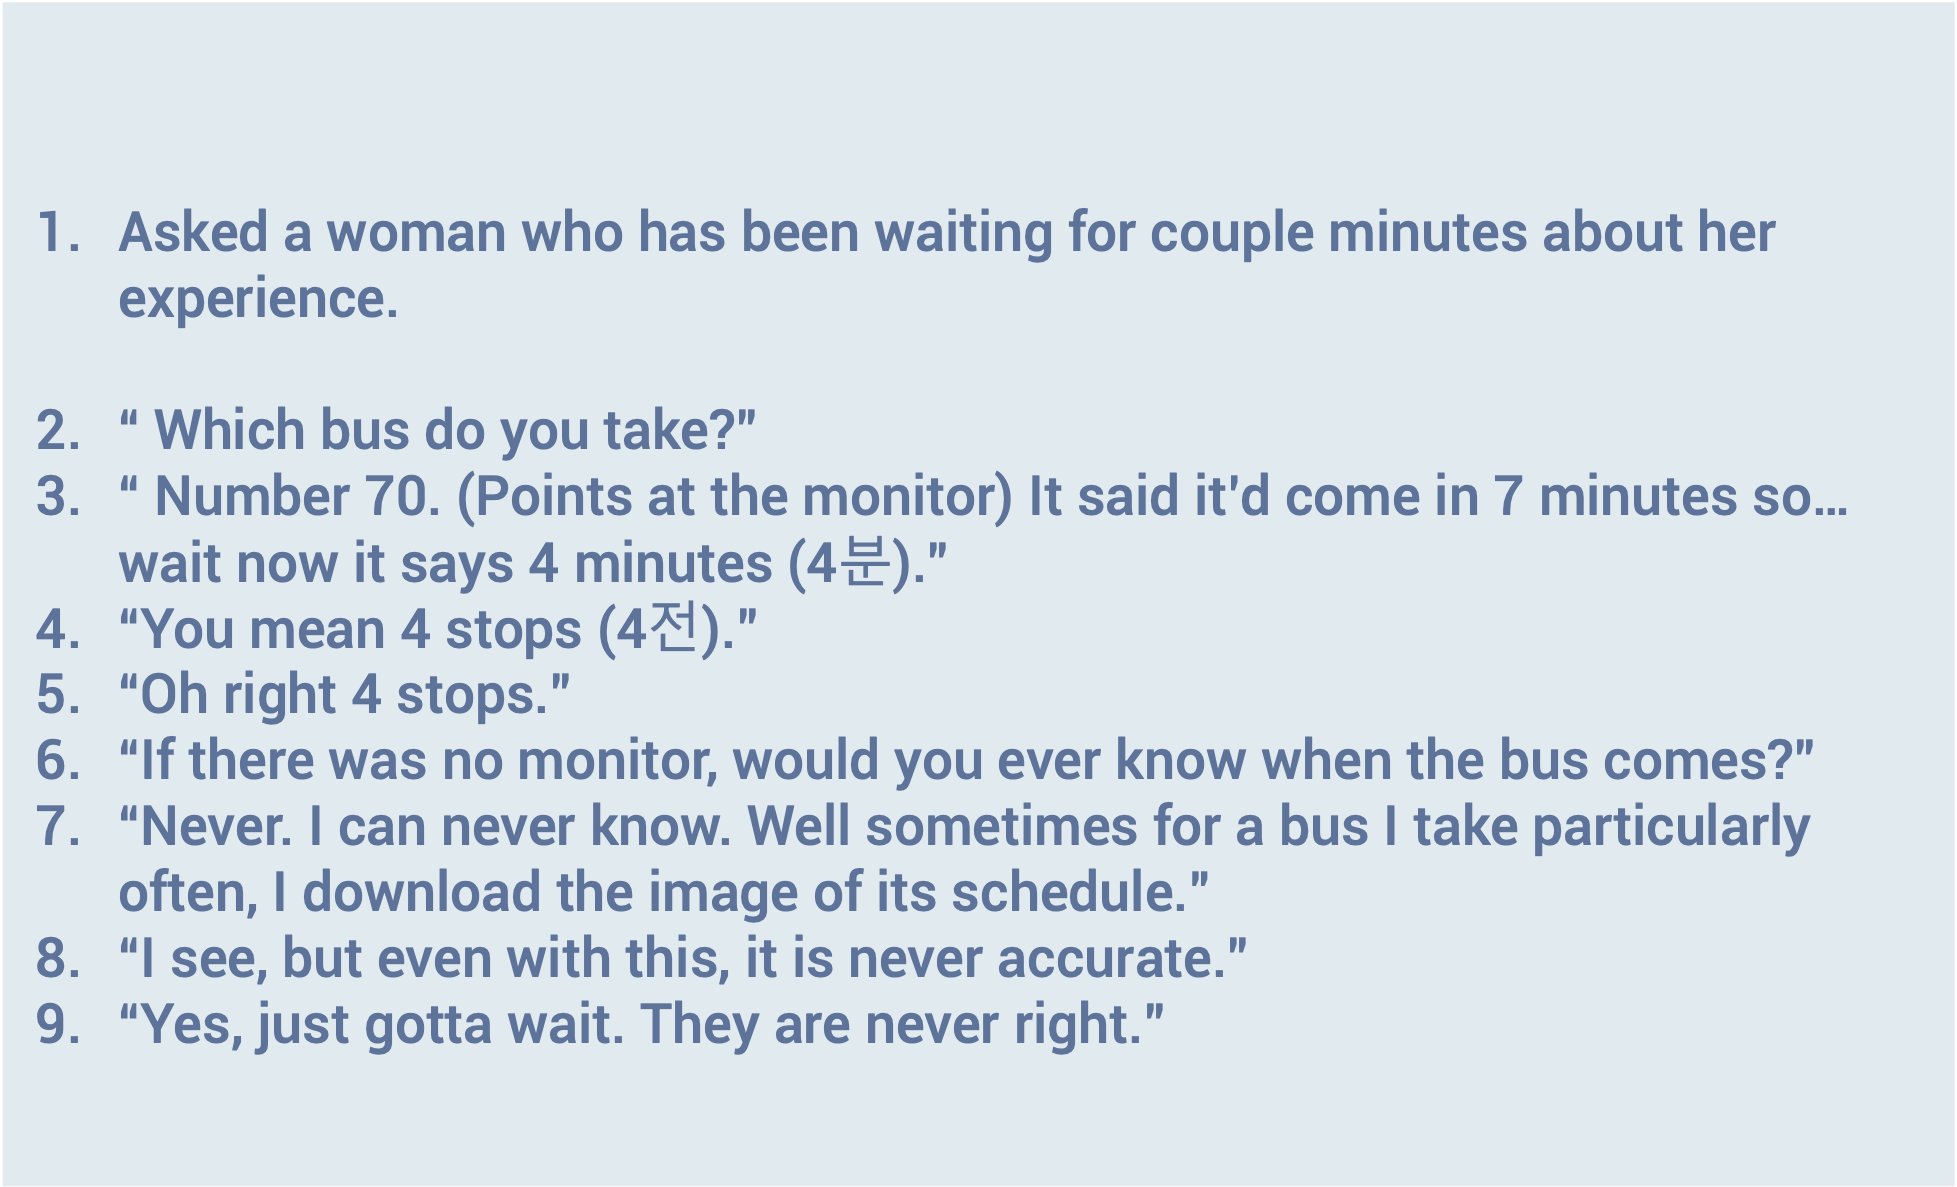 1. Asked a woman who has been waiting for couple minutes about her
experience.
2. “ Which bus do you take?”
3. “ Number 70. (Points at the monitor) It said it'd come in 7 minutes so…
wait now it says 4 minutes (4분).”
4. “You mean 4 stops (4전).”
5. “Oh right 4 stops.”
6. “If there was no monitor, would you ever know when the bus comes?”
7. “Never. I can never know. Well sometimes for a bus I take particularly
often, I download the image of its schedule.”
8. “I see, but even with this, it is never accurate.”
9. “Yes, just gotta wait. They are never right.”